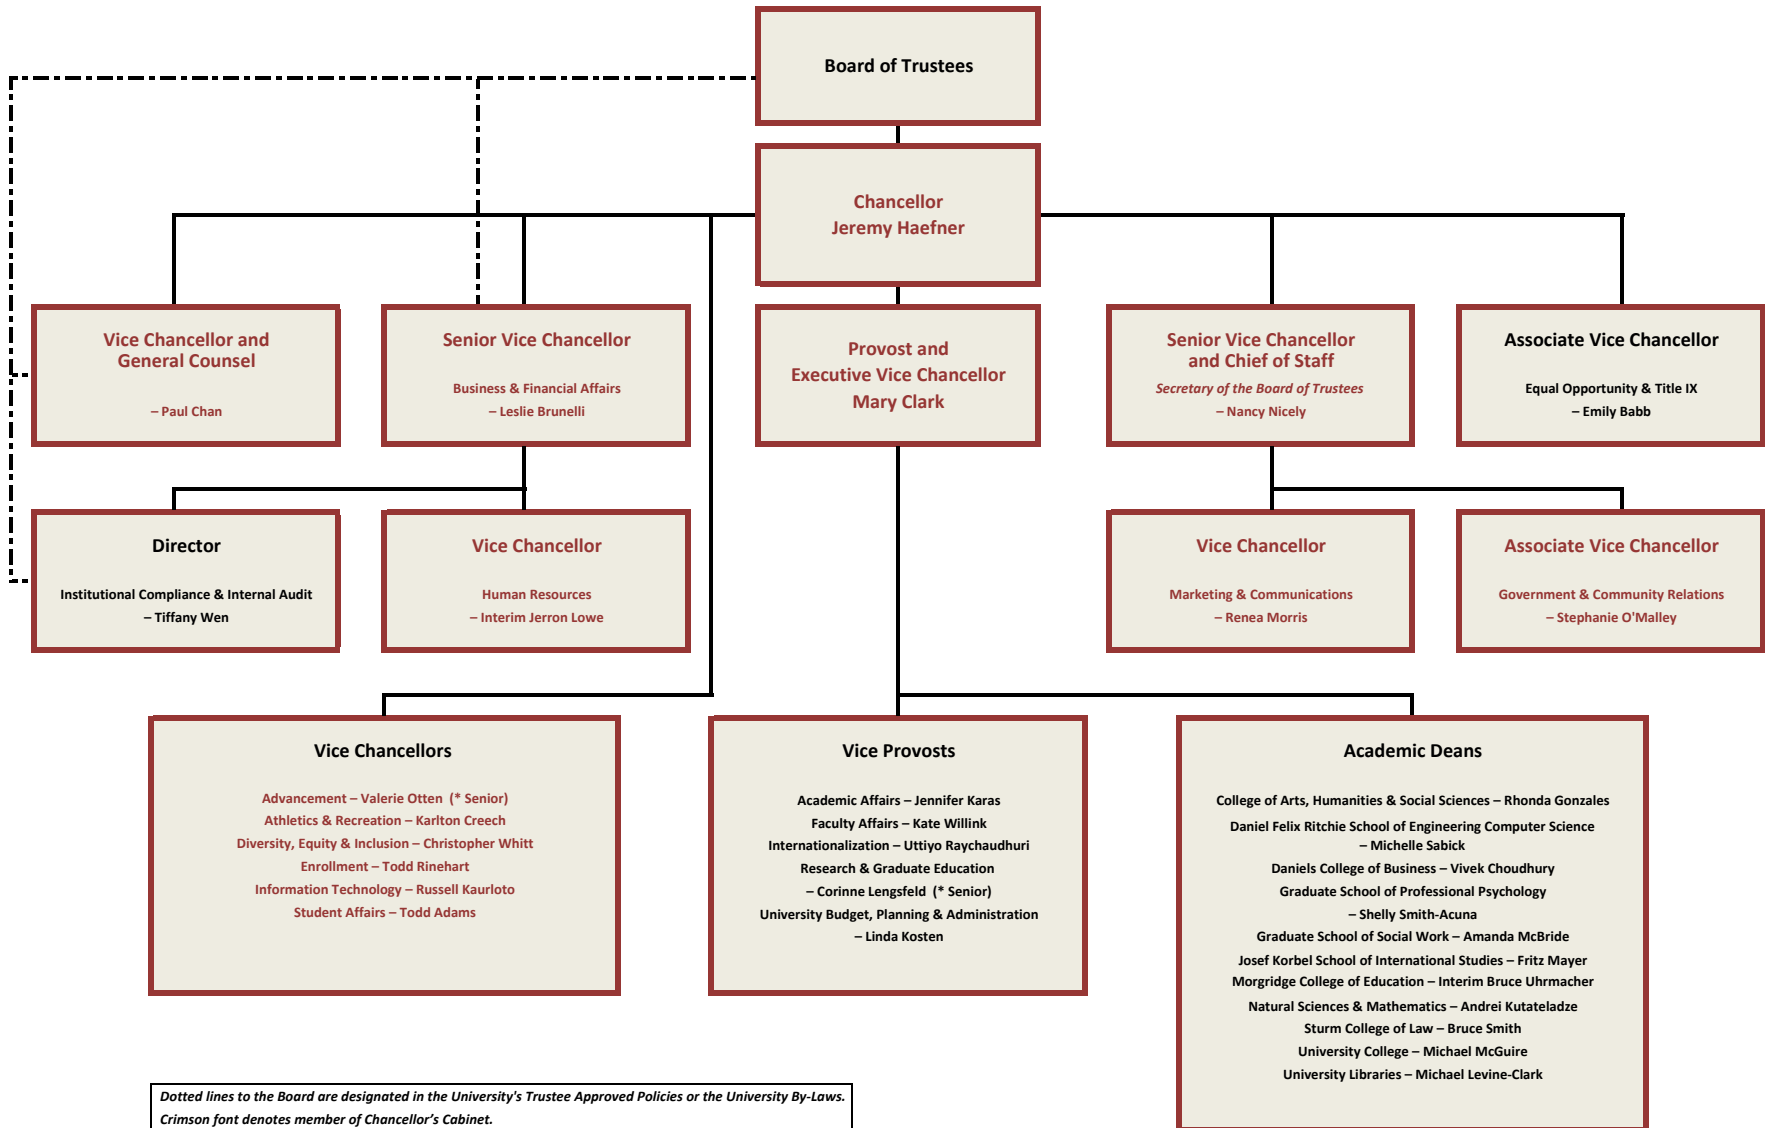 Board of Trustees
Chancellor
Jeremy Haefner
Vice Chancellor and
General Counsel
– Paul Chan
Senior Vice Chancellor
Business & Financial Affairs
– Leslie Brunelli
Provost and
Executive Vice Chancellor
Mary Clark
Senior Vice Chancellor
and Chief of Staff
Secretary of the Board of Trustees
– Nancy Nicely
Associate Vice Chancellor
Equal Opportunity & Title IX
– Emily Babb
Director
Institutional Compliance & Internal Audit
– Tiffany Wen
Vice Chancellor
Human Resources
– Interim Jerron Lowe
Vice Chancellor
Marketing & Communications
– Renea Morris
Associate Vice Chancellor
Government & Community Relations
– Stephanie O'Malley
Vice Chancellors
Advancement – Valerie Otten (* Senior)
Athletics & Recreation – Karlton Creech
Diversity, Equity & Inclusion – Christopher Whitt
Enrollment – Todd Rinehart
Information Technology – Russell Kaurloto
Student Affairs – Todd Adams
Vice Provosts
Academic Affairs – Jennifer Karas
Faculty Affairs – Kate Willink
Internationalization – Uttiyo Raychaudhuri
Research & Graduate Education
– Corinne Lengsfeld (* Senior)
University Budget, Planning & Administration
– Linda Kosten
Academic Deans
College of Arts, Humanities & Social Sciences – Rhonda Gonzales
Daniel Felix Ritchie School of Engineering Computer Science
– Michelle Sabick
Daniels College of Business – Vivek Choudhury
Graduate School of Professional Psychology
– Shelly Smith-Acuna
Graduate School of Social Work – Amanda McBride
Josef Korbel School of International Studies – Fritz Mayer
Morgridge College of Education – Interim Bruce Uhrmacher
Natural Sciences & Mathematics – Andrei Kutateladze
Sturm College of Law – Bruce Smith
University College – Michael McGuire
University Libraries – Michael Levine-Clark
Dotted lines to the Board are designated in the University's Trustee Approved Policies or the University By-Laws.
Crimson font denotes member of Chancellor’s Cabinet.